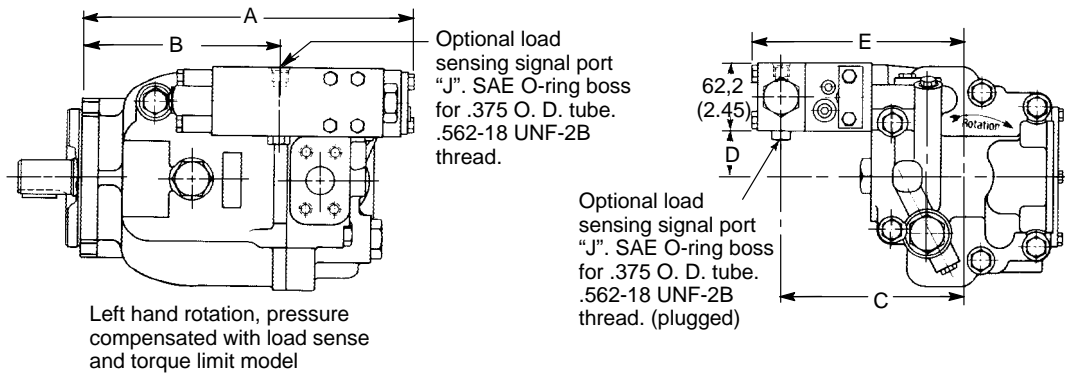 A
B
Optional load
sensing signal port
“J”. SAE O-ring boss
for .375 O. D. tube.
.562-18 UNF-2B
thread.
Left hand rotation, pressure
compensated with load sense
and torque limit model
E
62,2
(2.45)
D
Rotation
Optional load
sensing signal port
“J”. SAE O-ring boss
for .375 O. D. tube.
.562-18 UNF-2B
thread. (plugged)
C